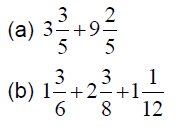 (a) 3 3/5 + 9 2/5
(b) 1 3/6 + 2 3/8 + 1 1/12